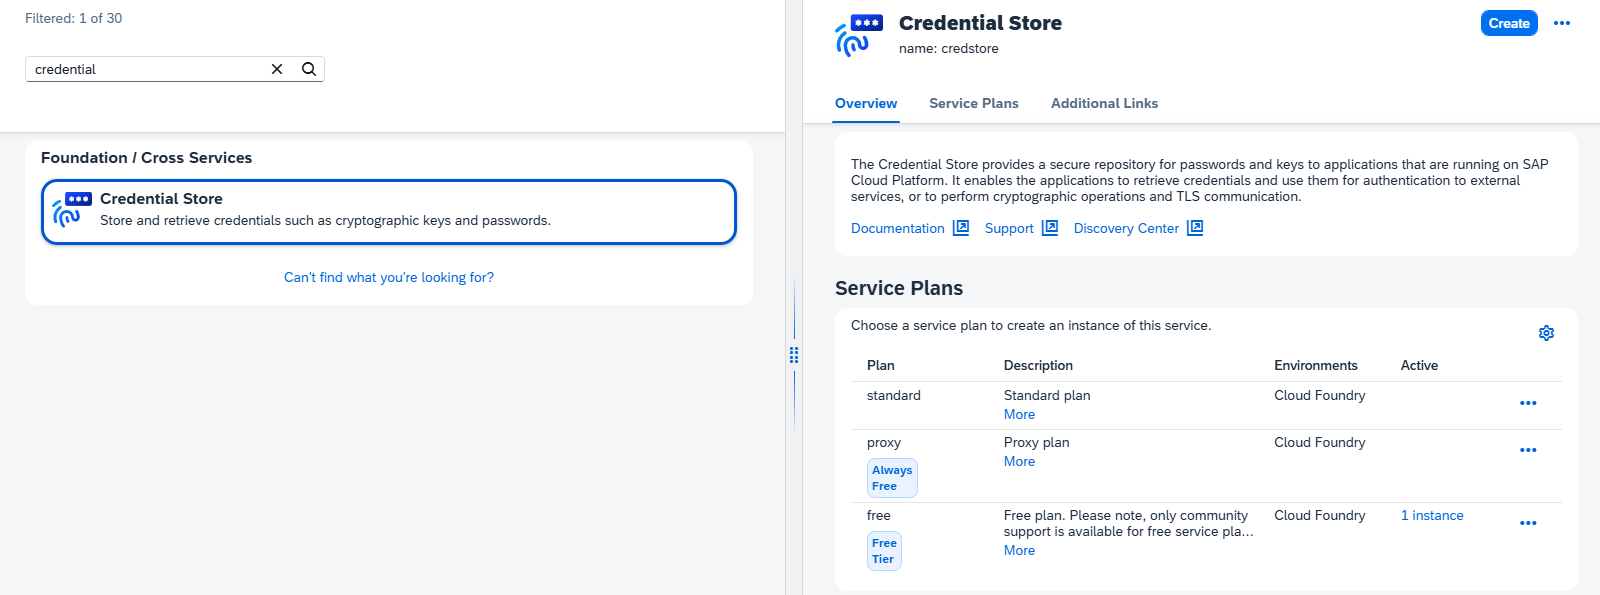 Filtered: 1 of 30
credential
Foundation / Cross Services
***
Credential Store
Store and retrieve credentials such as cryptographic keys and passwords.
Can't find what you're looking for?
***
Credential Store
name: credstore
Create
Overview
Service Plans
Additional Links
The Credential Store provides a secure repository for passwords and keys to applications that are running on SAP
Cloud Platform. It enables the applications to retrieve credentials and use them for authentication to external
services, or to perform cryptographic operations and TLS communication.
Documentation
Support
Discovery Center
Service Plans
Choose a service plan to create an instance of this service.
Plan
Description
Environments
Active
standard
Standard plan
More
Cloud Foundry
proxy
Always
Free
Proxy plan
More
Cloud Foundry
free
Free
Tier
Free plan. Please note, only community
support is available for free service pla...
More
Cloud Foundry
1 instance